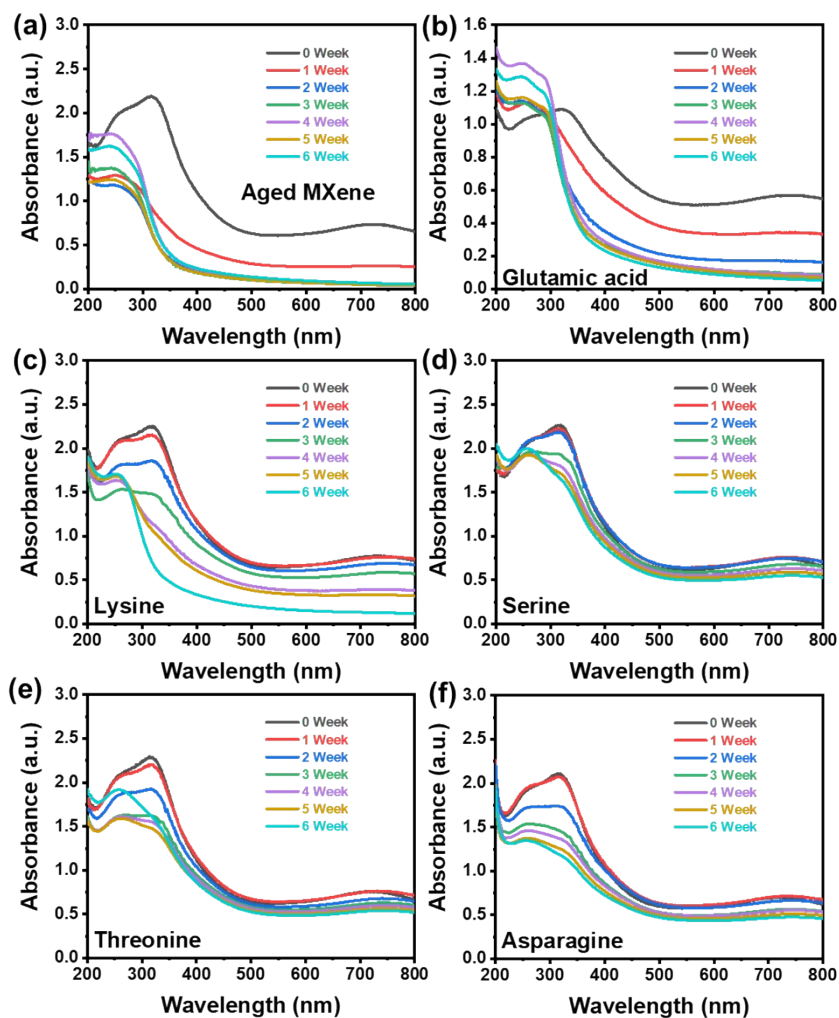 (a)
3.0
2.5
2.0
1.5
1.0
0.5
0.0
Absorbance (a.u.)
0 Week
1 Week
2 Week
3 Week
4 Week
5 Week
6 Week
Aged MXene
200 300 400 500 600 700 800
Wavelength (nm)
(b)
1.6
1.4
1.2
1.0
0.8
0.6
0.4
0.2
0.0
Absorbance (a.u.)
0 Week
1 Week
2 Week
3 Week
4 Week
5 Week
6 Week
Glutamic acid
200 300 400 500 600 700 800
Wavelength (nm)
(c)
3.0
2.5
2.0
1.5
1.0
0.5
0.0
Absorbance (a.u.)
0 Week
1 Week
2 Week
3 Week
4 Week
5 Week
6 Week
Lysine
200 300 400 500 600 700 800
Wavelength (nm)
(d)
3.0
2.5
2.0
1.5
1.0
0.5
0.0
Absorbance (a.u.)
0 Week
1 Week
2 Week
3 Week
4 Week
5 Week
6 Week
Serine
200 300 400 500 600 700 800
Wavelength (nm)
(e)
3.0
2.5
2.0
1.5
1.0
0.5
0.0
Absorbance (a.u.)
0 Week
1 Week
2 Week
3 Week
4 Week
5 Week
6 Week
Threonine
200 300 400 500 600 700 800
Wavelength (nm)
(f)
3.0
2.5
2.0
1.5
1.0
0.5
0.0
Absorbance (a.u.)
0 Week
1 Week
2 Week
3 Week
4 Week
5 Week
6 Week
Asparagine
200 300 400 500 600 700 800
Wavelength (nm)